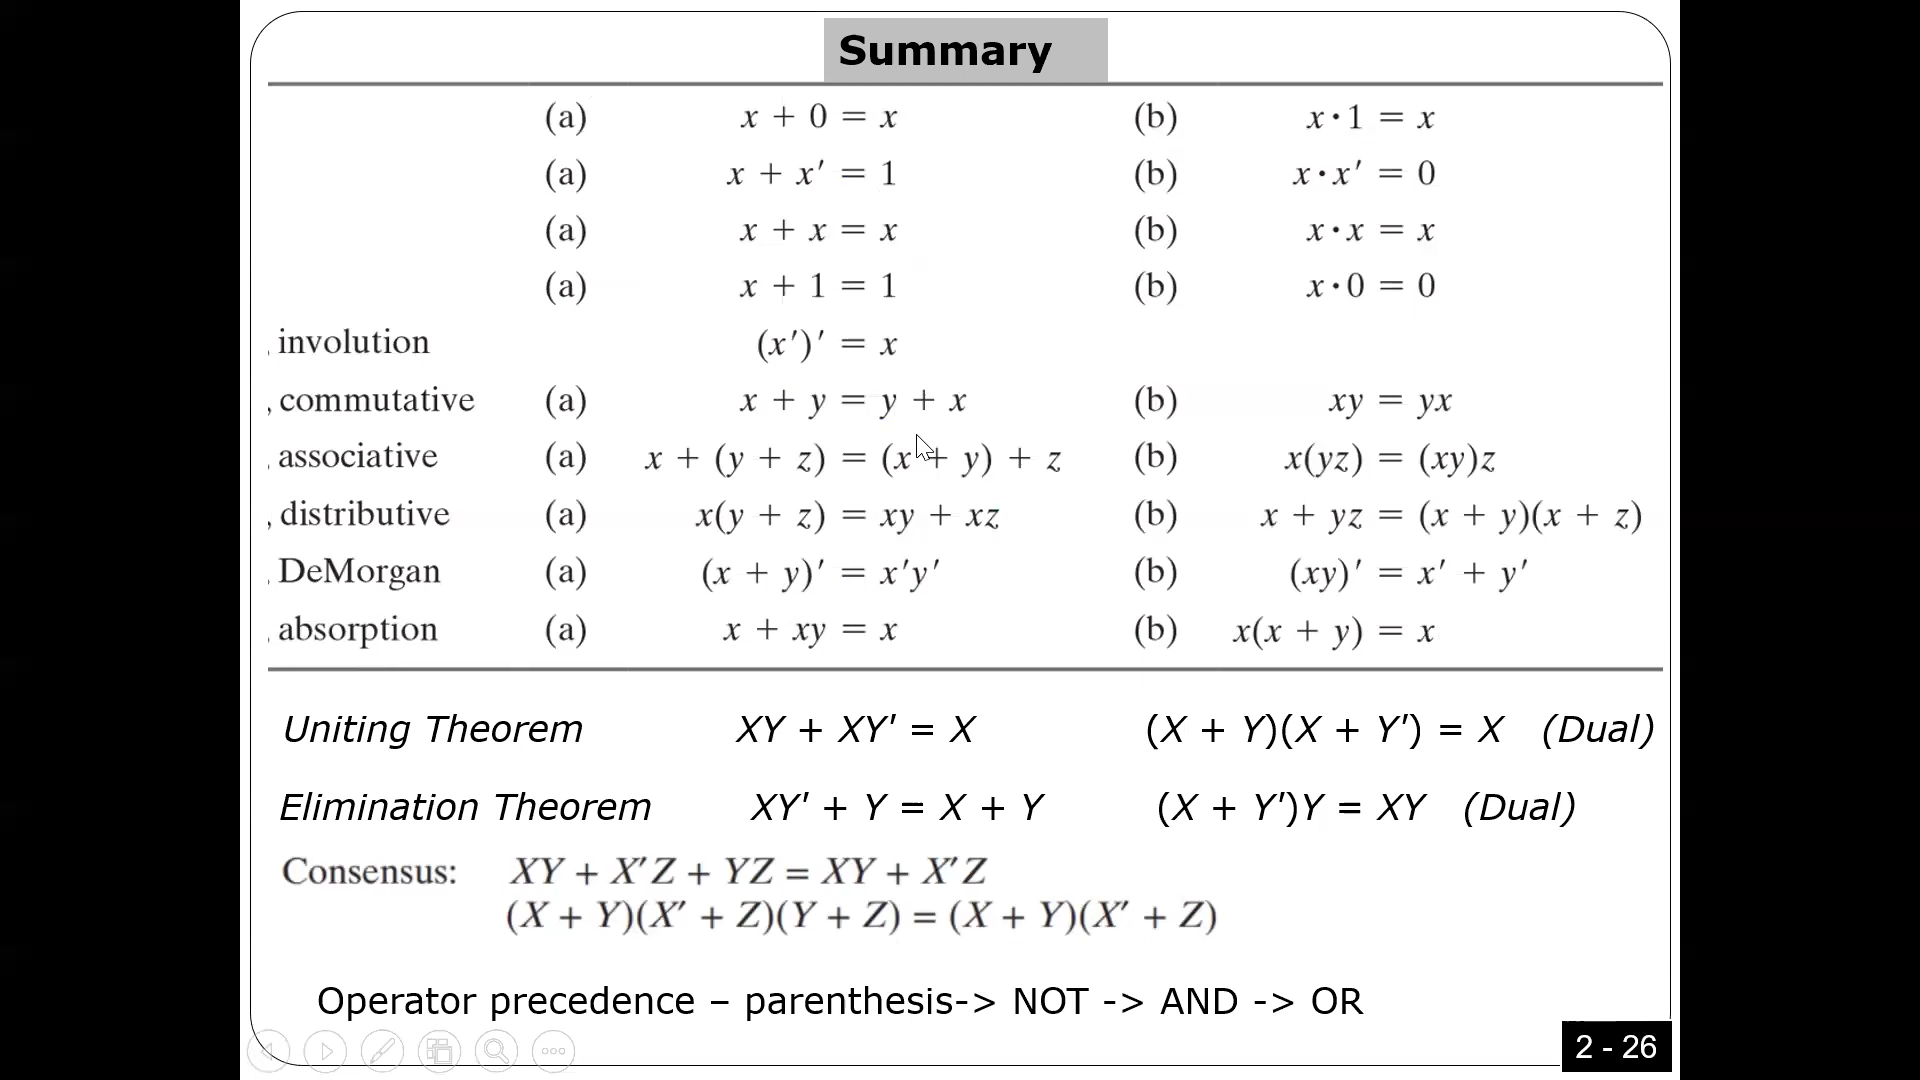 Summary
(a) x + 0 = x (b) x · 1 = x
(a) x + x′ = 1 (b) x · x′ = 0
(a) x + x = x (b) x · x = x
(a) x + 1 = 1 (b) x · 0 = 0
, involution (x′)′ = x
, commutative (a) x + y = y + x (b) xy = yx
, associative (a) x + (y + z) = (x + y) + z (b) x(yz) = (xy)z
, distributive (a) x(y + z) = xy + xz (b) x + yz = (x + y)(x + z)
, DeMorgan (a) (x + y)′ = x′y′ (b) (xy)′ = x′ + y′
, absorption (a) x + xy = x (b) x(x + y) = x
Uniting Theorem XY + XY′ = X (X + Y)(X + Y′) = X (Dual)
Elimination Theorem XY′ + Y = X + Y (X + Y′)Y = XY (Dual)
Consensus: XY + X′Z + YZ = XY + X′Z
(X + Y)(X′ + Z)(Y + Z) = (X + Y)(X′ + Z)
Operator precedence – parenthesis-> NOT -> AND -> OR
2 - 26